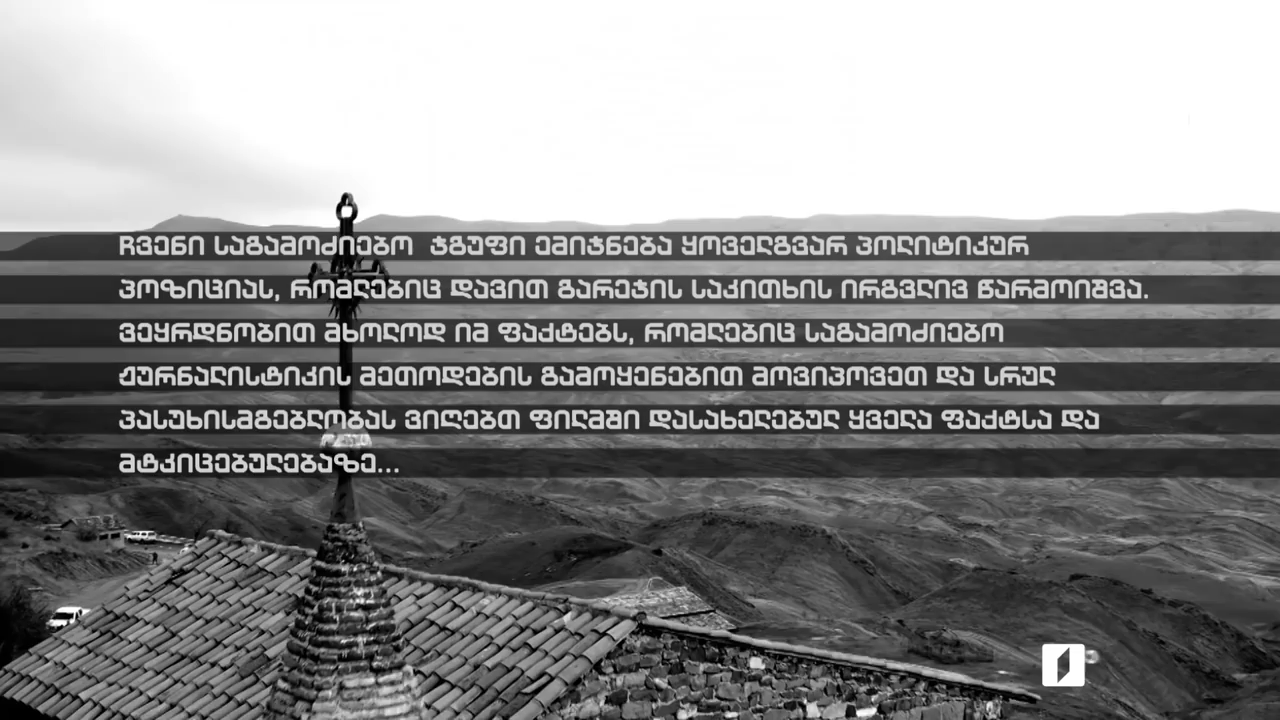 ჩვენი საგამოძიებო ჯგუფი ემიჯნება ყოველგვარ პოლიტიკურ
პოზიციას, რომლებიც დავით გარეჯის საკითხის ირგვლივ წარმოიშვა.
ვეყრდნობით მხოლოდ იმ ფაქტებს, რომლებიც საგამოძიებო
ჟურნალისტიკის მეთოდების გამოყენებით მოვიპოვეთ და სრულ
პასუხისმგებლობას ვიღებთ ფილმში დასახელებულ ყველა ფაქტსა და
მტკიცებულებაზე...